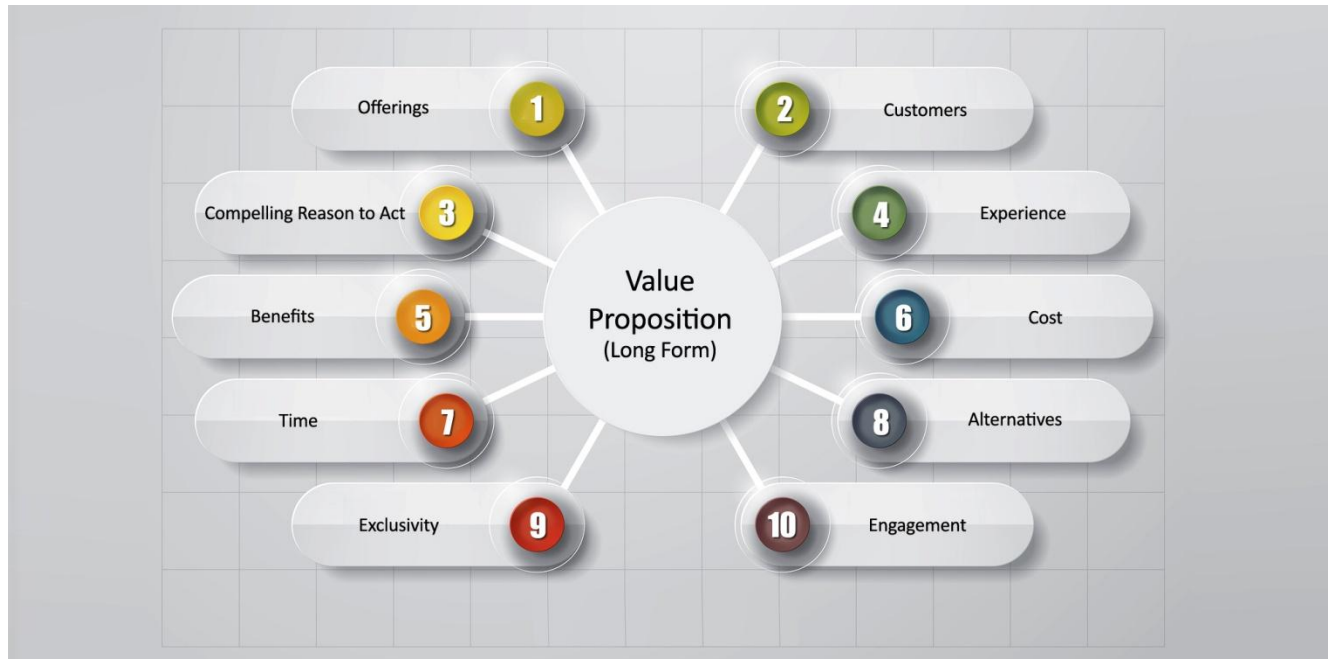 Offerings 1
2 Customers
Compelling Reason to Act 3
4 Experience
Value
Proposition
(Long Form)
Benefits 5
6 Cost
Time 7
8 Alternatives
Exclusivity 9
10 Engagement